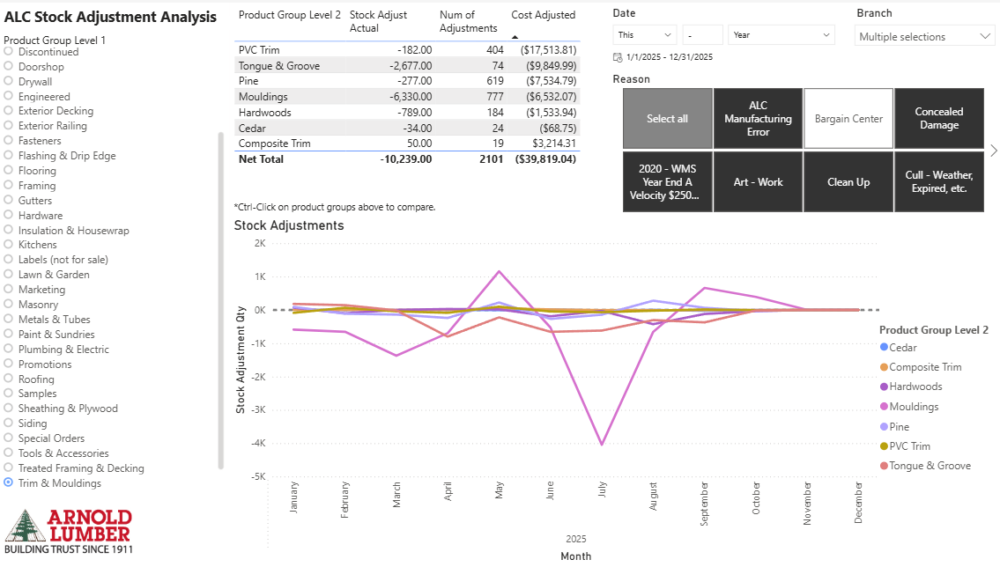 ALC Stock Adjustment Analysis
Product Group Level 1
Discontinued
Doorshop
Drywall
Engineered
Exterior Decking
Exterior Railing
Fasteners
Flashing & Drip Edge
Flooring
Framing
Gutters
Hardware
Insulation & Housewrap
Kitchens
Labels (not for sale)
Lawn & Garden
Marketing
Masonry
Metals & Tubes
Paint & Sundries
Plumbing & Electric
Promotions
Roofing
Samples
Sheathing & Plywood
Siding
Special Orders
Tools & Accessories
Treated Framing & Decking
Trim & Mouldings
ARNOLD
LUMBER
BUILDING TRUST SINCE 1911
Product Group Level 2 Stock Adjust Actual Num of Adjustments Cost Adjusted
PVC Trim -182.00 404 ($17,513.81)
Tongue & Groove -2,677.00 74 ($9,849.99)
Pine -277.00 619 ($7,534.79)
Mouldings -6,330.00 777 ($6,532.07)
Hardwoods -789.00 184 ($1,533.94)
Cedar -34.00 24 ($68.75)
Composite Trim 50.00 19 $3,214.31
Net Total -10,239.00 2101 ($39,819.04)
*Ctrl-Click on product groups above to compare.
Date
This - Year
1/1/2025 - 12/31/2025
Branch
Multiple selections
Reason
Select all
ALC
Manufacturing
Error
Bargain Center
Concealed
Damage
2020 - WMS
Year End A
Velocity $250...
Art - Work
Clean Up
Cull - Weather,
Expired, etc.
Stock Adjustments
Stock Adjustment Qty
2K
1K
0K
-1K
-2K
-3K
-4K
-5K
January
February
March
April
May
June
July
August
September
October
November
December
2025
Month
Product Group Level 2
Cedar
Composite Trim
Hardwoods
Mouldings
Pine
PVC Trim
Tongue & Groove